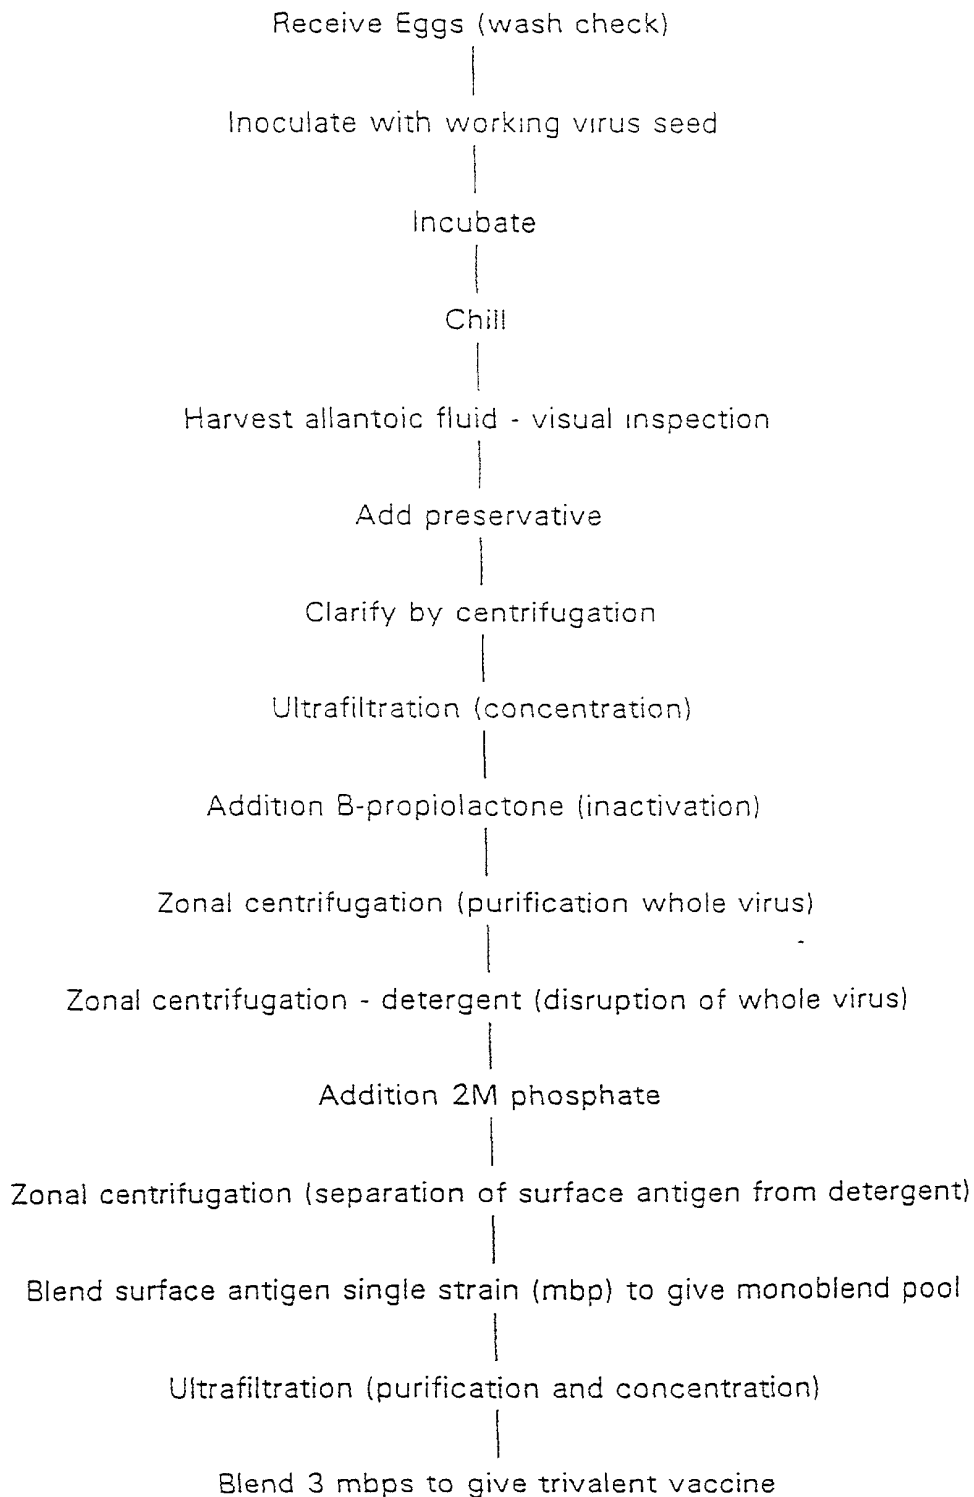 Receive Eggs (wash check)
Inoculate with working virus seed
Incubate
Chill
Harvest allantoic fluid - visual inspection
Add preservative
Clarify by centrifugation
Ultrafiltration (concentration)
Addition B-propiolactone (inactivation)
Zonal centrifugation (purification whole virus)
Zonal centrifugation - detergent (disruption of whole virus)
Addition 2M phosphate
Zonal centrifugation (separation of surface antigen from detergent)
Blend surface antigen single strain (mbp) to give monoblend pool
Ultrafiltration (purification and concentration)
Blend 3 mbps to give trivalent vaccine